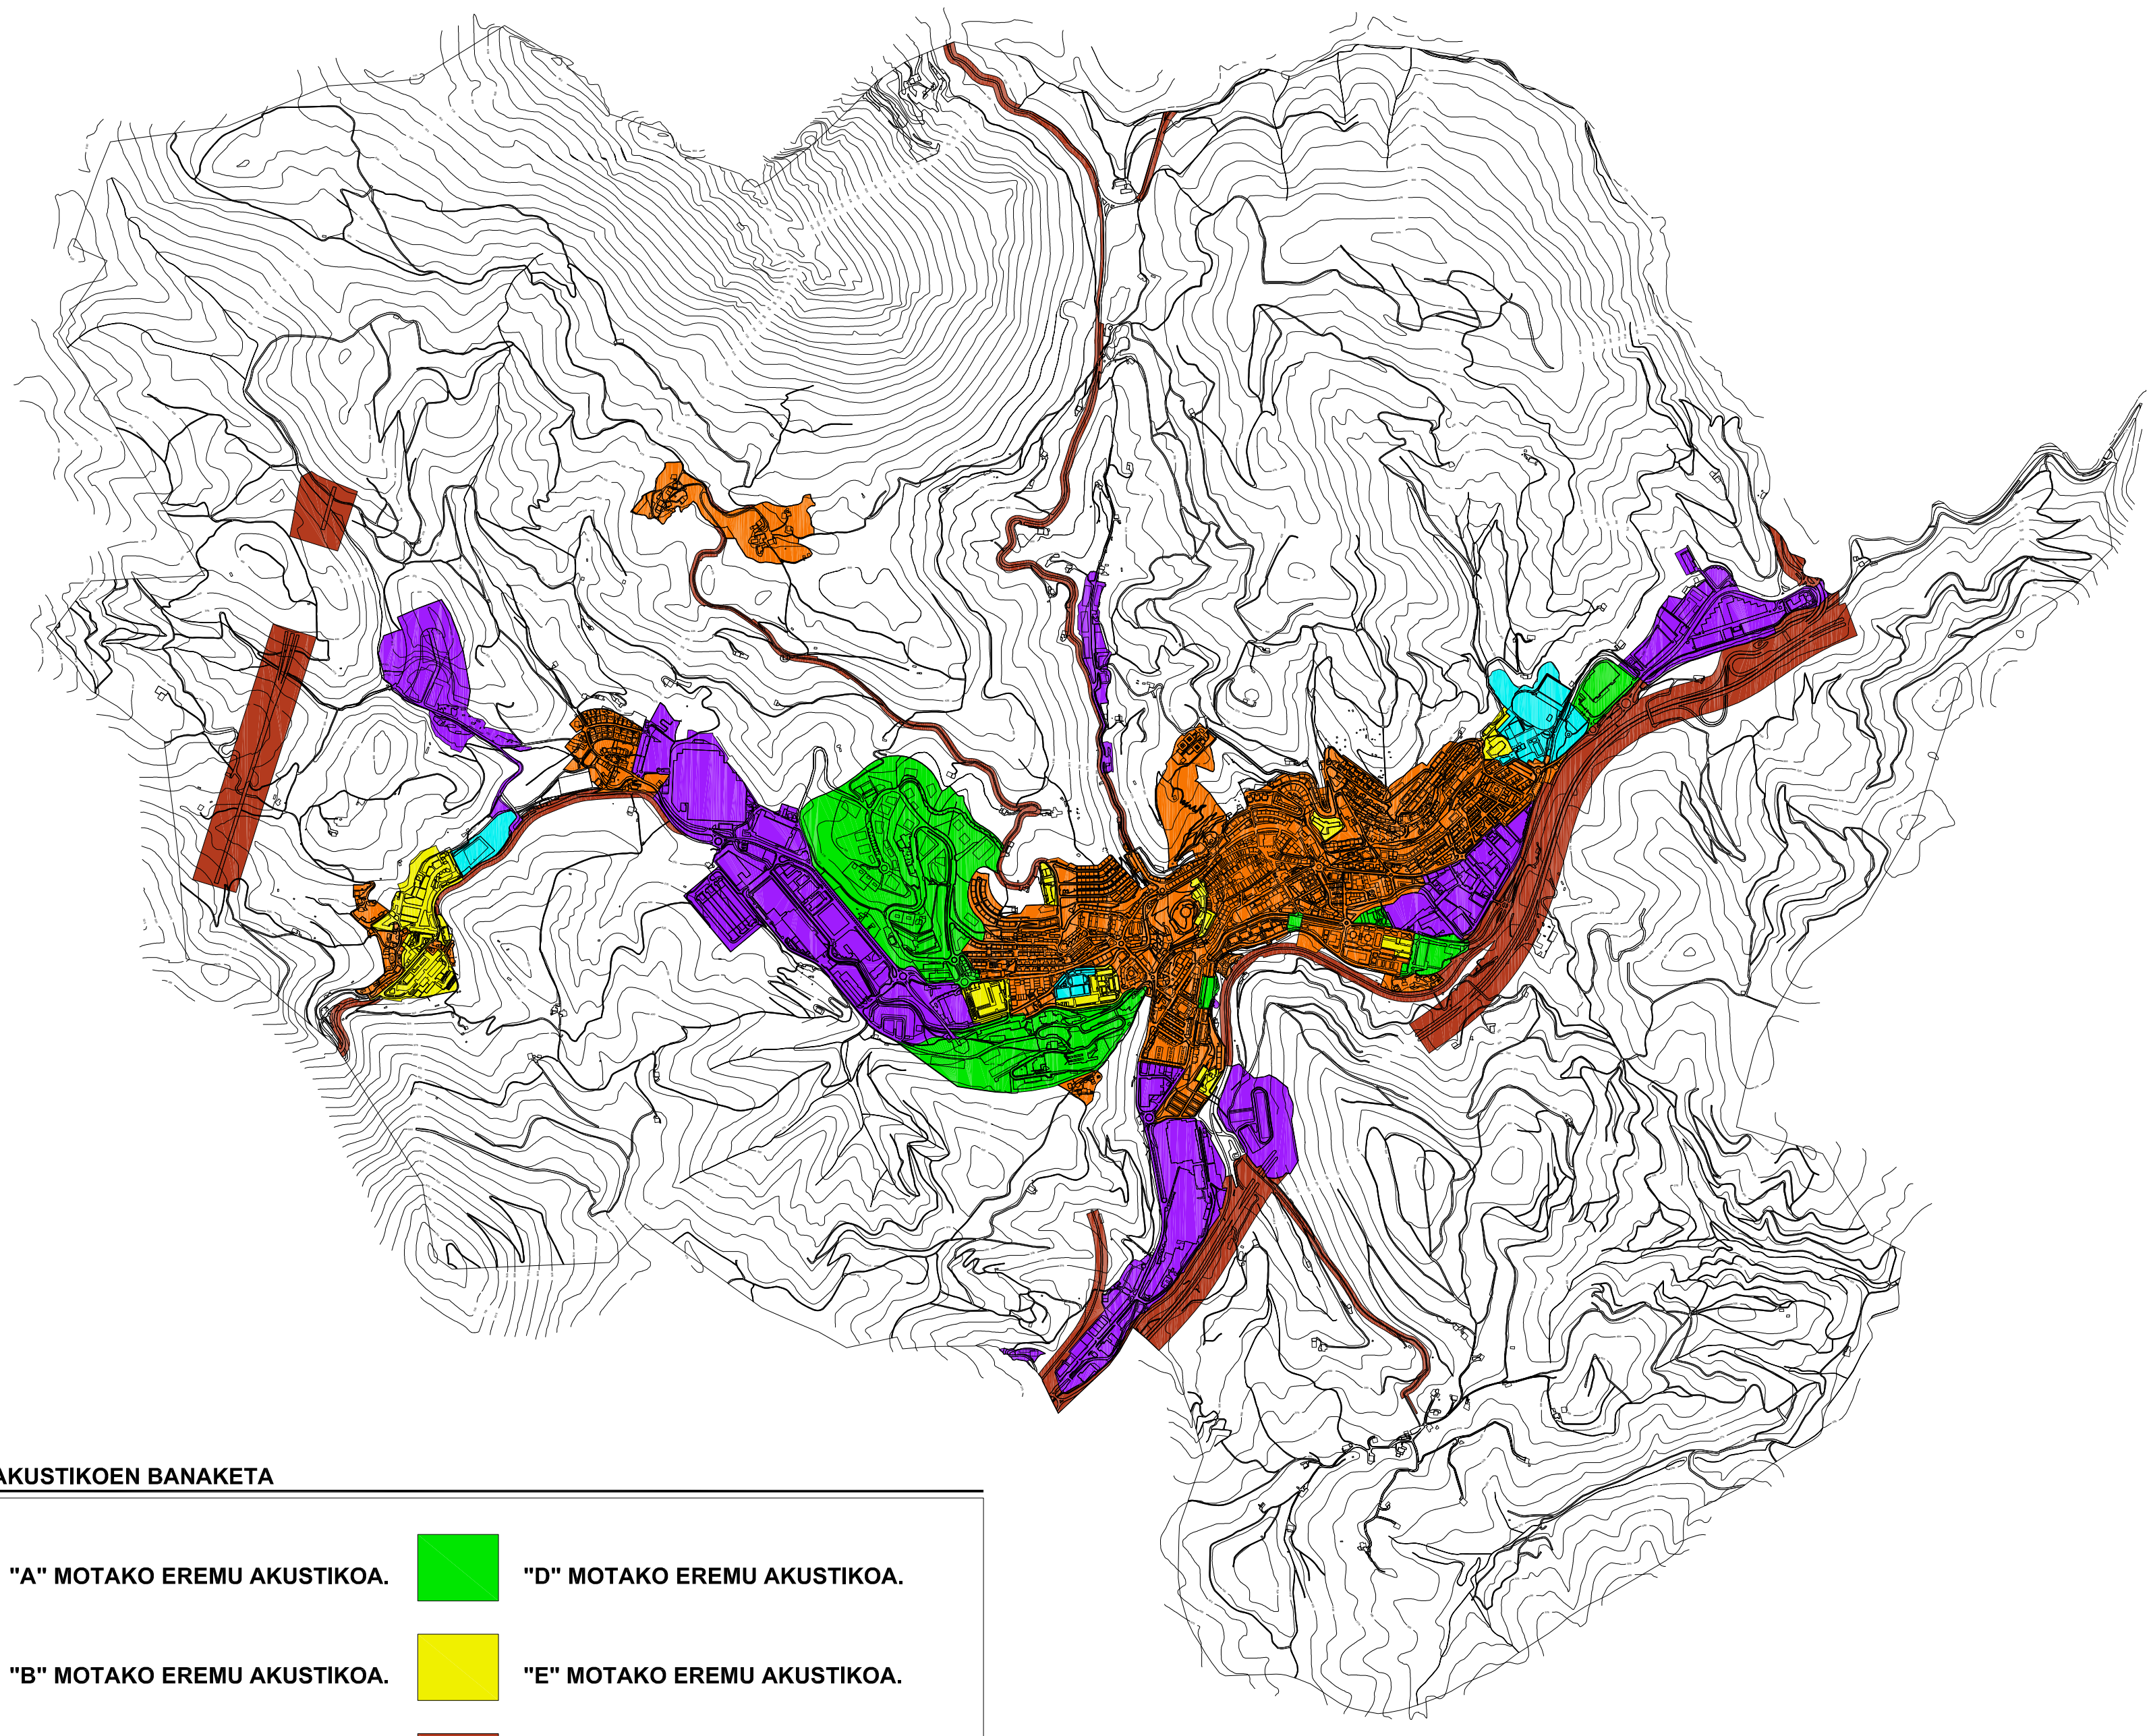 AKUSTIKOEN BANAKETA
"A" MOTAKO EREMU AKUSTIKOA.
"D" MOTAKO EREMU AKUSTIKOA.
"B" MOTAKO EREMU AKUSTIKOA.
"E" MOTAKO EREMU AKUSTIKOA.